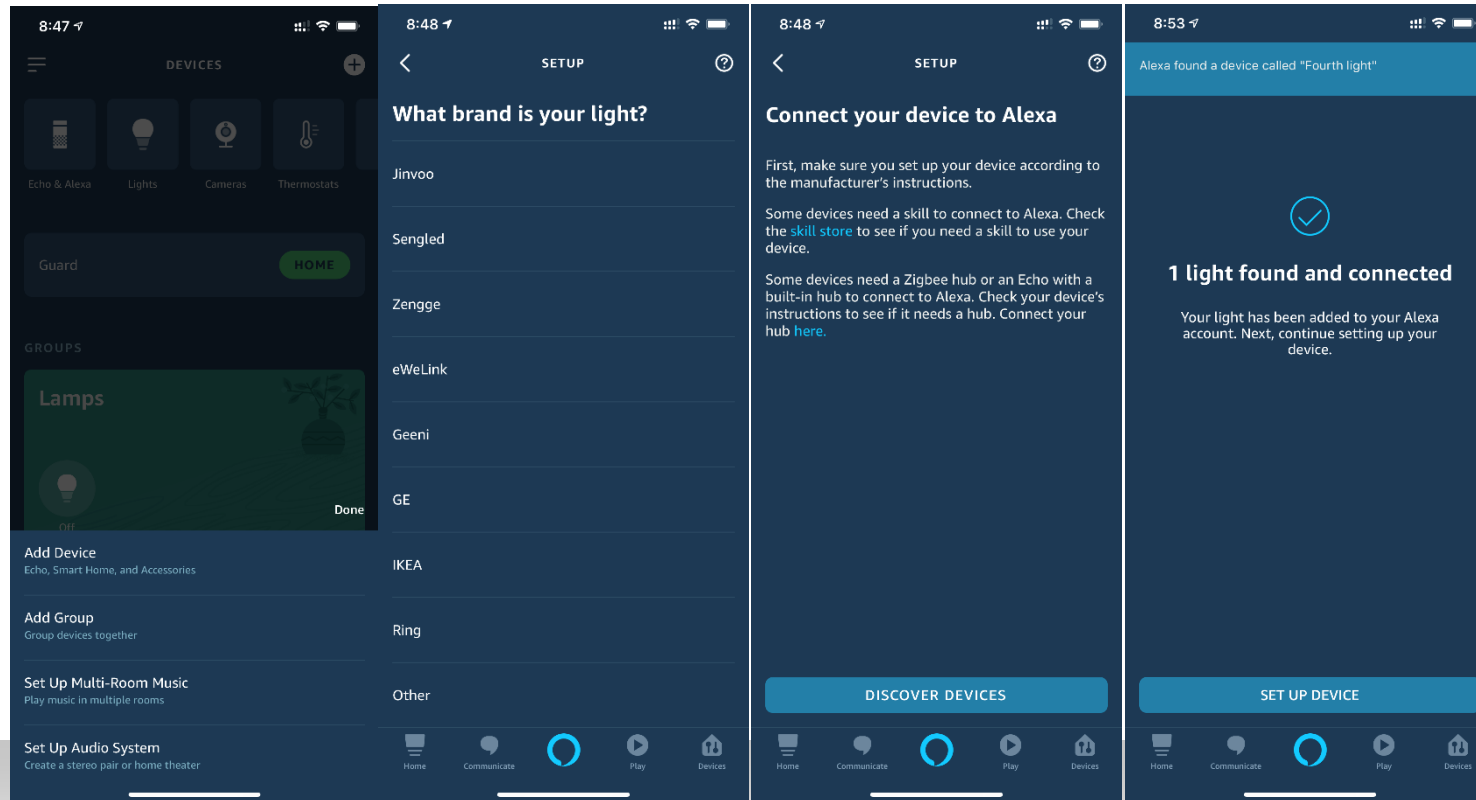 8:47
DEVICES
Echo & Alexa
Lights
Cameras
Thermostats
Guard
HOME
GROUPS
Lamps
Off
Done
Add Device
Echo, Smart Home, and Accessories
Add Group
Group devices together
Set Up Multi-Room Music
Play music in multiple rooms
Set Up Audio System
Create a stereo pair or home theater
8:48
SETUP
What brand is your light?
Jinvoo
Sengled
Zengge
eWeLink
Geeni
GE
IKEA
Ring
Other
Home
Communicate
Play
Devices
8:48
SETUP
Connect your device to Alexa
First, make sure you set up your device according to
the manufacturer's instructions.
Some devices need a skill to connect to Alexa. Check
the skill store to see if you need a skill to use your
device.
Some devices need a Zigbee hub or an Echo with a
built-in hub to connect to Alexa. Check your device's
instructions to see if it needs a hub. Connect your
hub here.
DISCOVER DEVICES
Home
Communicate
Play
Devices
8:53
Alexa found a device called "Fourth light"
1 light found and connected
Your light has been added to your Alexa
account. Next, continue setting up your
device.
SET UP DEVICE
Home
Communicate
Play
Devices